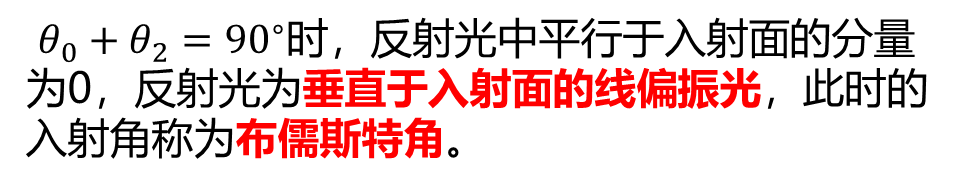 θ₀ + θ₂ = 90°时，反射光中平行于入射面的分量
为0，反射光为垂直于入射面的线偏振光，此时的
入射角称为布儒斯特角。